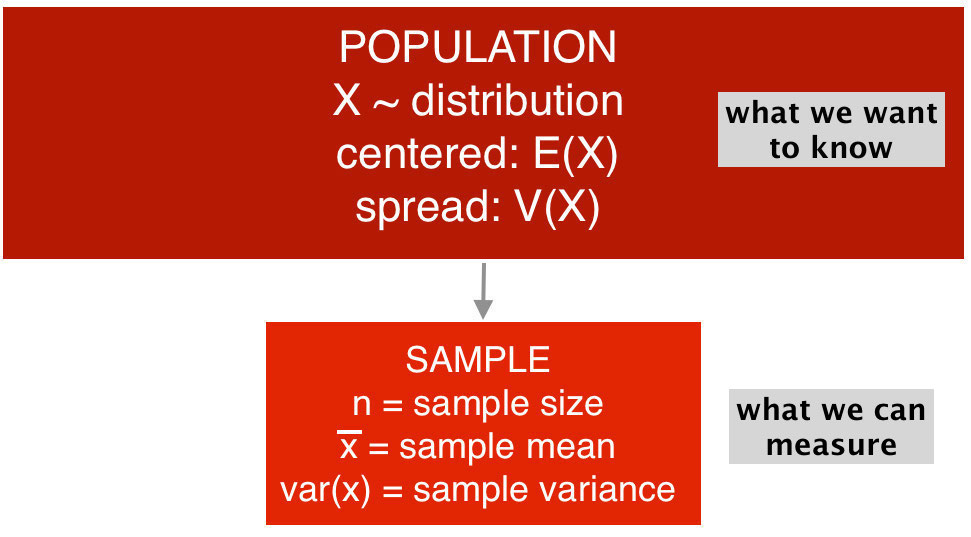 POPULATION
X ~ distribution
centered: E(X)
spread: V(X)
what we want
to know
SAMPLE
n = sample size
x̅ = sample mean
var(x) = sample variance
what we can
measure